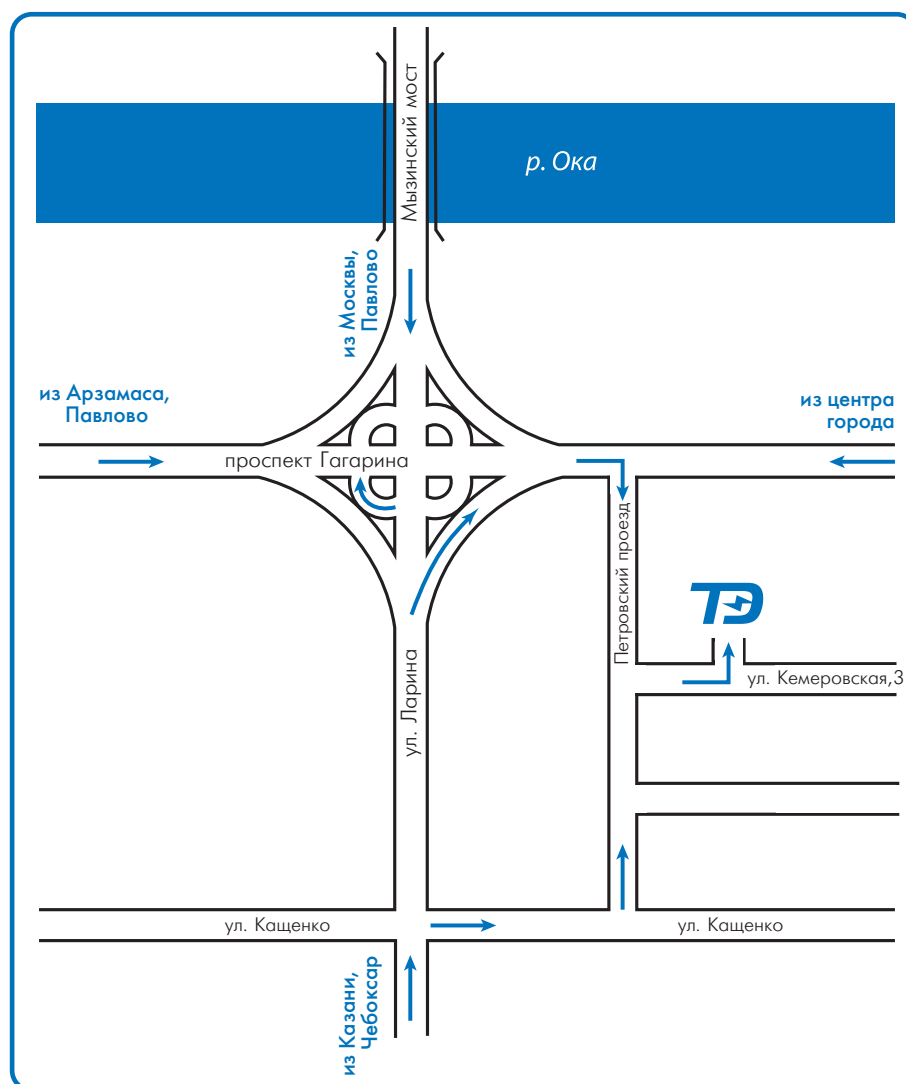 Мызинский мост
р. Ока
из Москвы,
Павлово
из Арзамаса,
Павлово
из центра
города
проспект Гагарина
Петровский проезд
ТЭ
ул. Кемеровская,3
ул. Ларина
ул. Кащенко
ул. Кащенко
из Казани,
Чебоксар